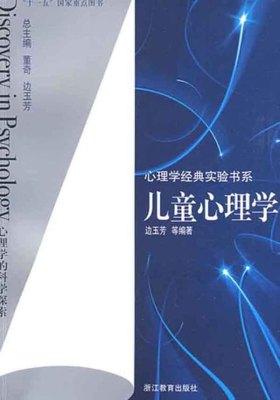 "十一五"国家重点图书
总主编 董奇 边玉芳
Discovery in Psychology
心理学的科学探索
心理学经典实验书系
儿童心理学
边玉芳 等编著
浙江教育出版社